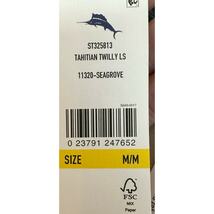 ST325813
TAHITIAN TWILLY LS
11320-SEAGROVE
0 23791 247652
SIZE M/M
FSC
MIX
Paper